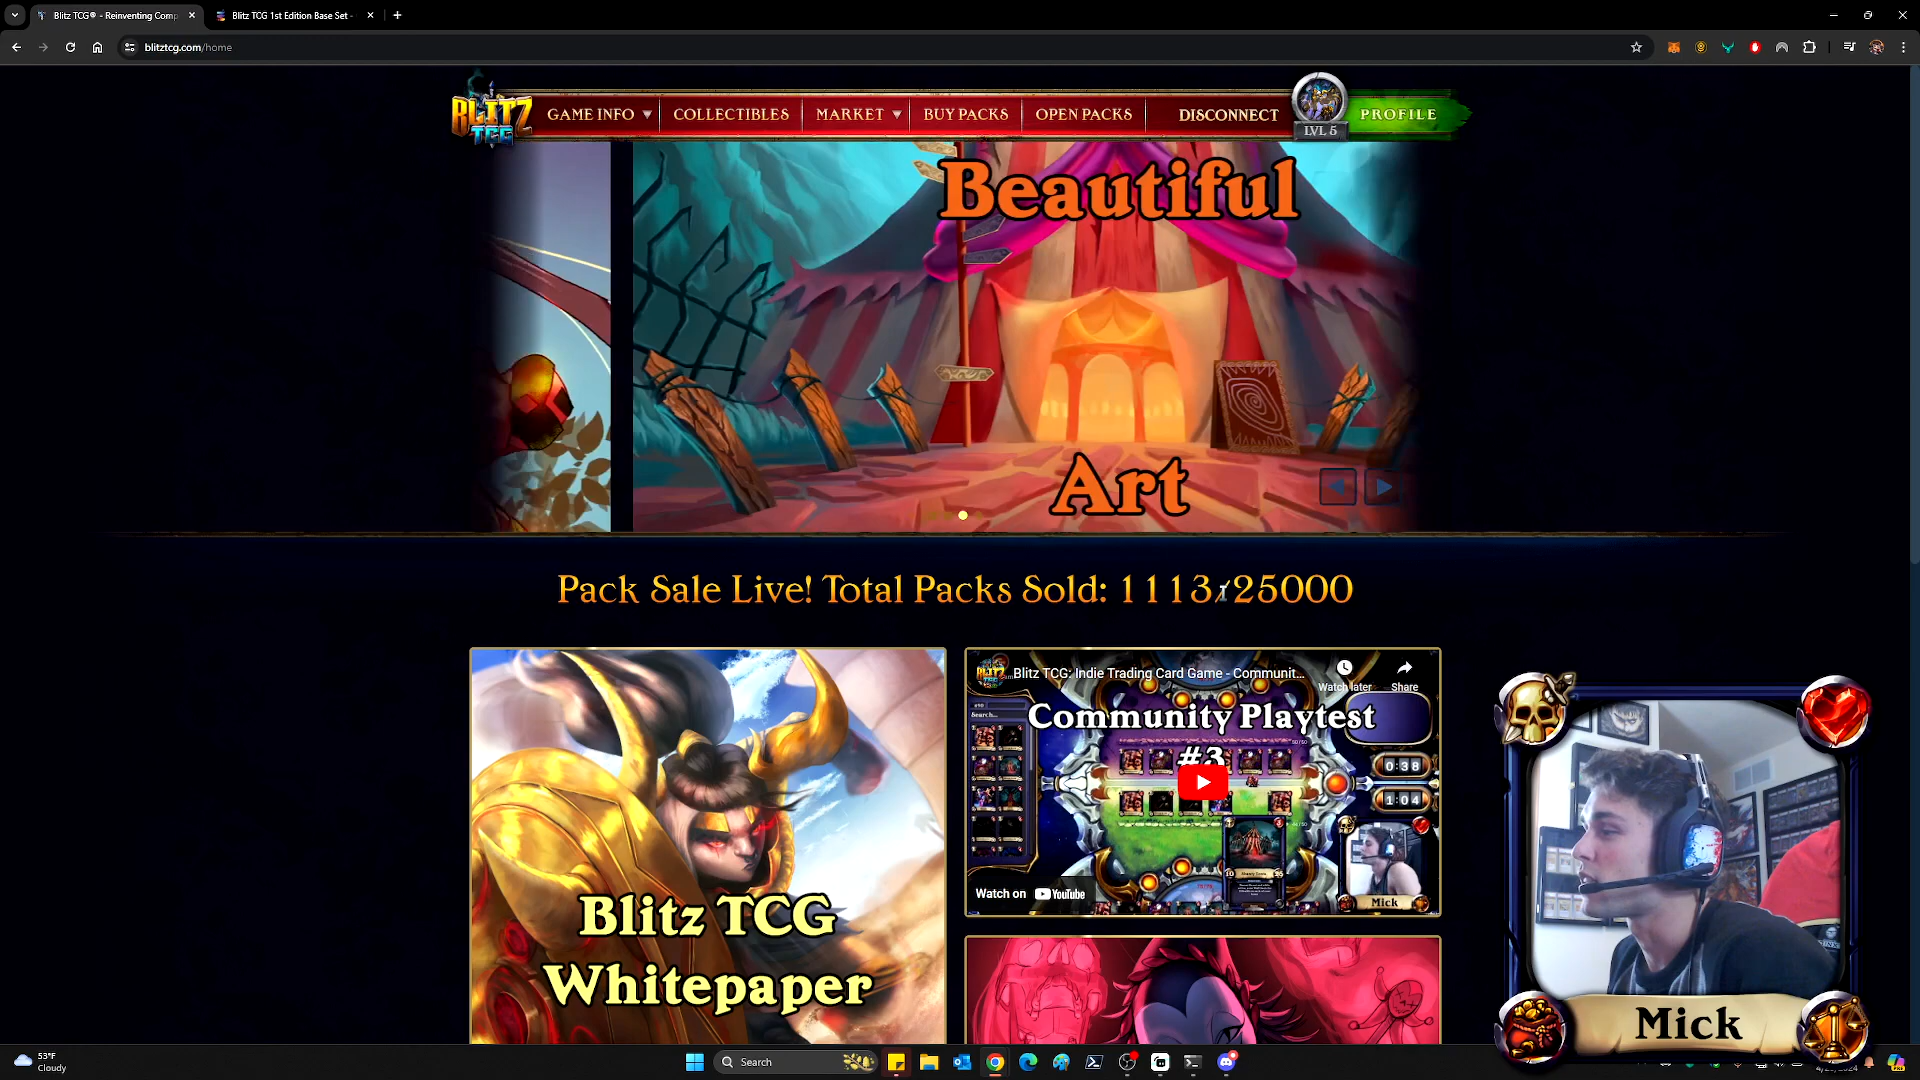 Blitz TCG® - Reinventing Comp
Blitz TCG 1st Edition Base Set -
blitztcg.com/home
BLITZ
TCG
GAME INFO
COLLECTIBLES
MARKET
BUY PACKS
OPEN PACKS
DISCONNECT
LVL 5
PROFILE
Beautiful
Art
Pack Sale Live! Total Packs Sold: 1113/25000
Blitz TCG
Whitepaper
Blitz TCG: Indie Trading Card Game - Communit...
Watch later
Share
Community Playtest
#3
Search...
0:38
1:04
Mick
Watch on YouTube
Mick
53°F
Cloudy
Search